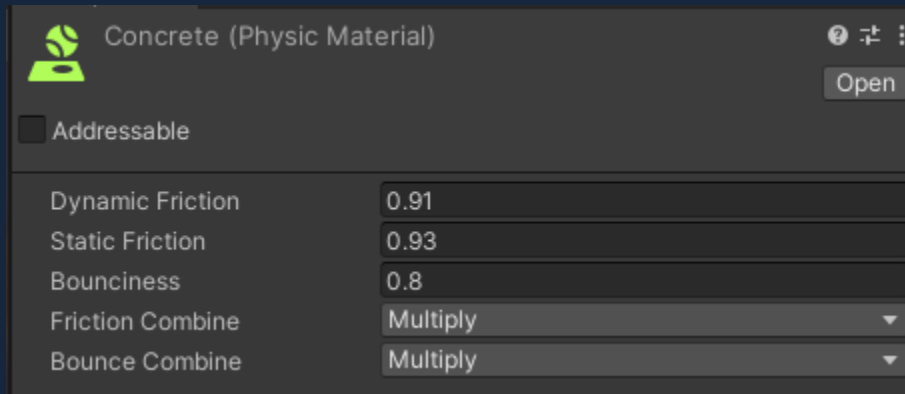 Concrete (Physic Material)
Open
Addressable
Dynamic Friction 0.91
Static Friction 0.93
Bounciness 0.8
Friction Combine Multiply
Bounce Combine Multiply